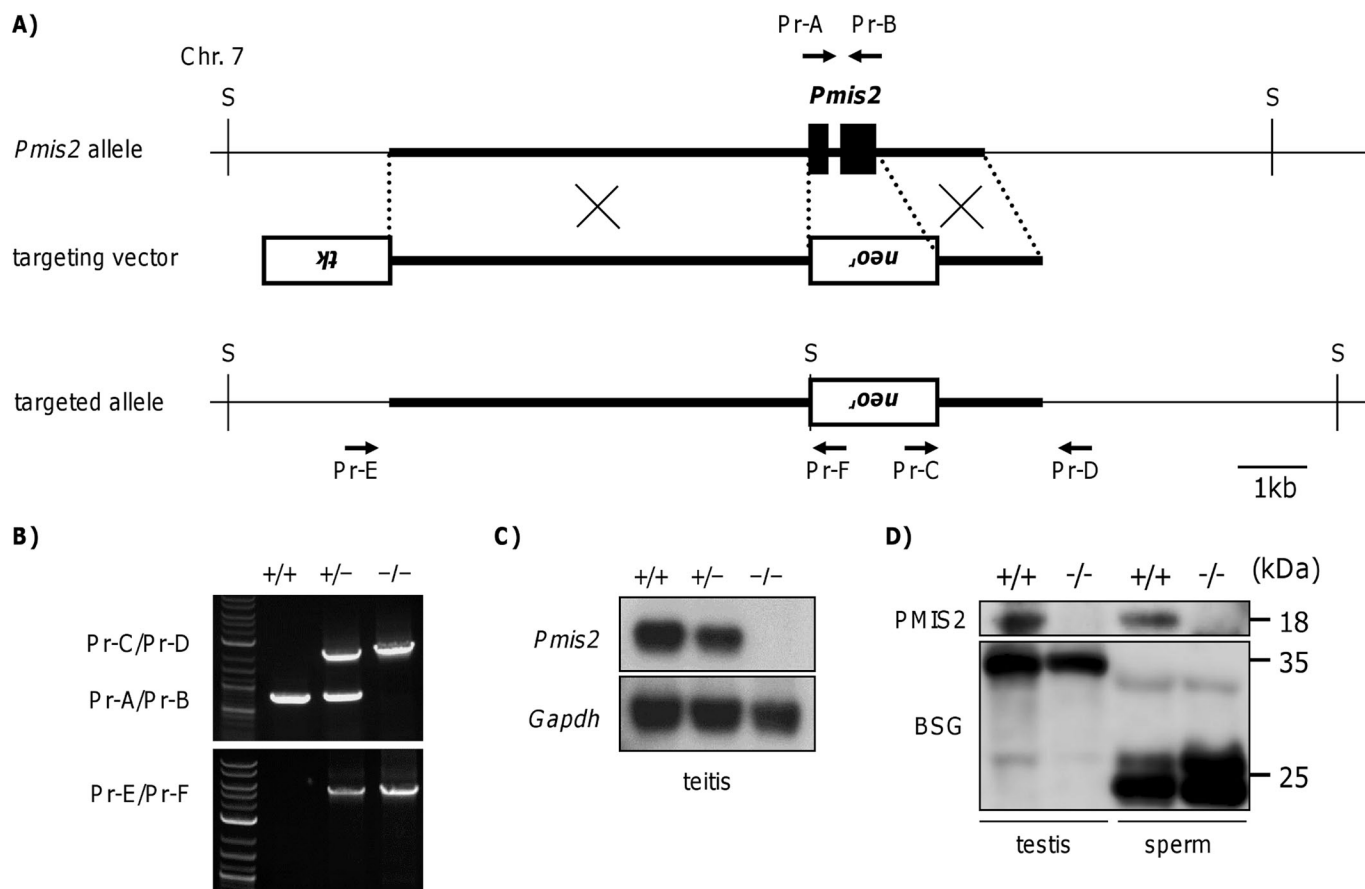 A)
Pr-A Pr-B
Chr. 7
S Pmis2 S
Pmis2 allele
targeting vector tk neoʳ
S S S
targeted allele neoʳ
Pr-E Pr-F Pr-C Pr-D
1kb
B)
+/+ +/− −/−
Pr-C/Pr-D
Pr-A/Pr-B
Pr-E/Pr-F
C)
+/+ +/− −/−
Pmis2
Gapdh
teitis
D)
+/+ -/- +/+ -/- (kDa)
PMIS2 18
35
BSG
25
testis sperm